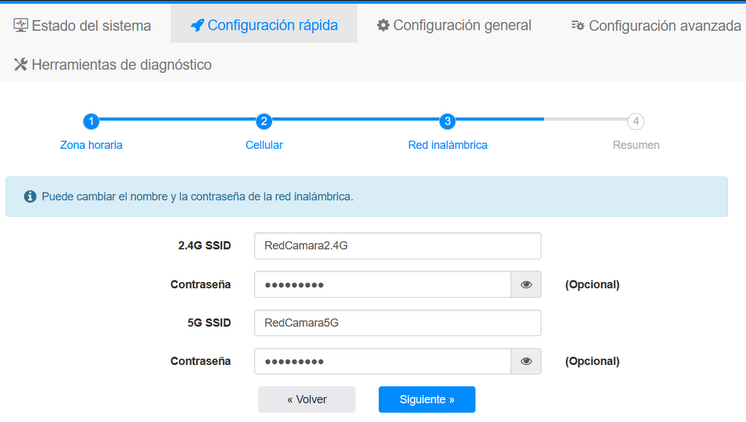 Estado del sistema
Configuración rápida
Configuración general
Configuración avanzada
Herramientas de diagnóstico
1
2
3
4
Zona horaria
Cellular
Red inalámbrica
Resumen
Puede cambiar el nombre y la contraseña de la red inalámbrica.
2.4G SSID RedCamara2.4G
Contraseña ●●●●●●●●● (Opcional)
5G SSID RedCamara5G
Contraseña ●●●●●●●●● (Opcional)
« Volver
Siguiente »